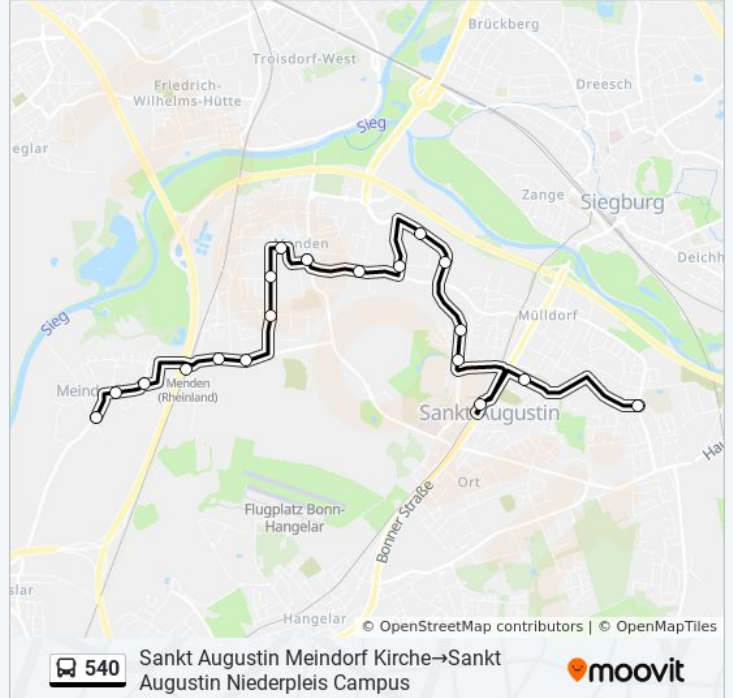 Brückberg
Troisdorf-West
Friedrich-
Wilhelms-Hütte
Dreesch
Sieg
eglar
Zange
Siegburg
Menden
Deichh
Sieg
Mülldorf
Meind
Menden
(Rheinland)
Sankt Augustin
Hau
Ort
Bonner Straße
Flugplatz Bonn-
Hangelar
slar
Hangelar
© OpenStreetMap contributors | © OpenMapTiles
540
Sankt Augustin Meindorf Kirche→Sankt
Augustin Niederpleis Campus
moovit